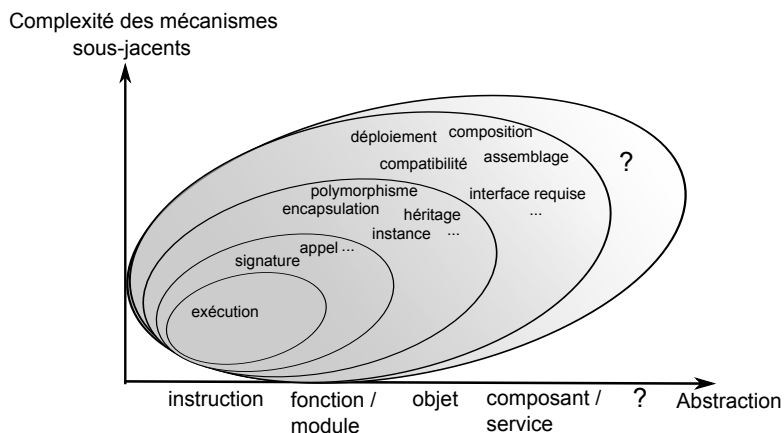 Complexité des mécanismes
sous-jacents
déploiement composition
compatibilité assemblage
?
polymorphisme interface requise
encapsulation héritage ...
instance ...
appel ...
signature
exécution
instruction fonction / objet composant / ? Abstraction
module service